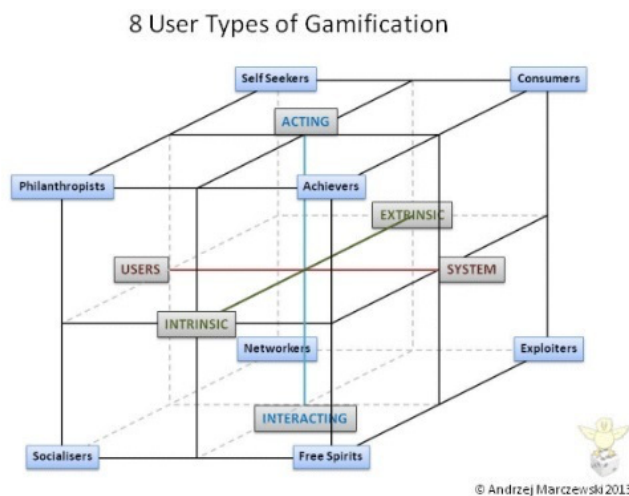 8 User Types of Gamification
Self Seekers
Consumers
ACTING
Philanthropists
Achievers
EXTRINSIC
USERS
SYSTEM
INTRINSIC
Networkers
Exploiters
INTERACTING
Socialisers
Free Spirits
© Andrzej Marczewski 2013